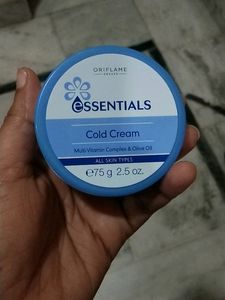 ORIFLAME
SWEDEN
essentials
Cold Cream
Multi-Vitamin Complex & Olive Oil
ALL SKIN TYPES
℮75 g 2.5 oz.